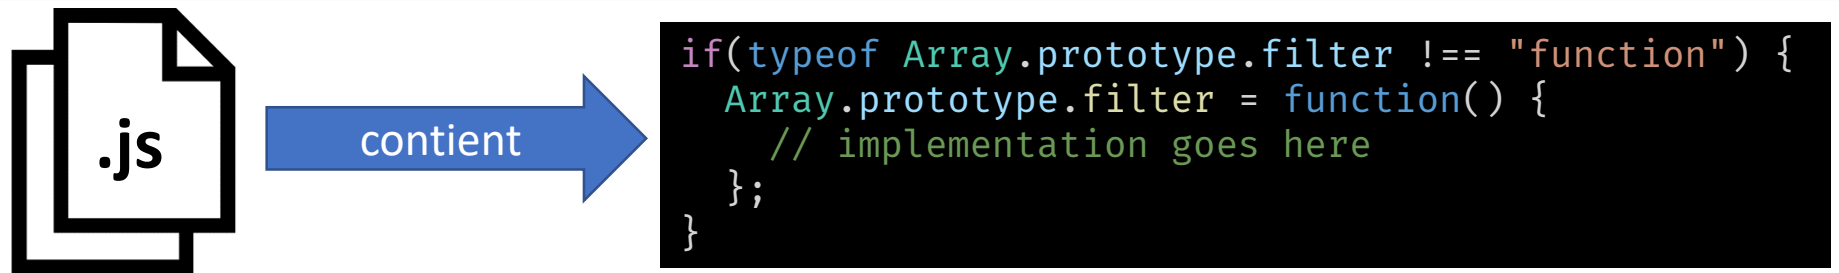 .js
contient
if(typeof Array.prototype.filter !== "function") {
  Array.prototype.filter = function() {
    // implementation goes here
  };
}